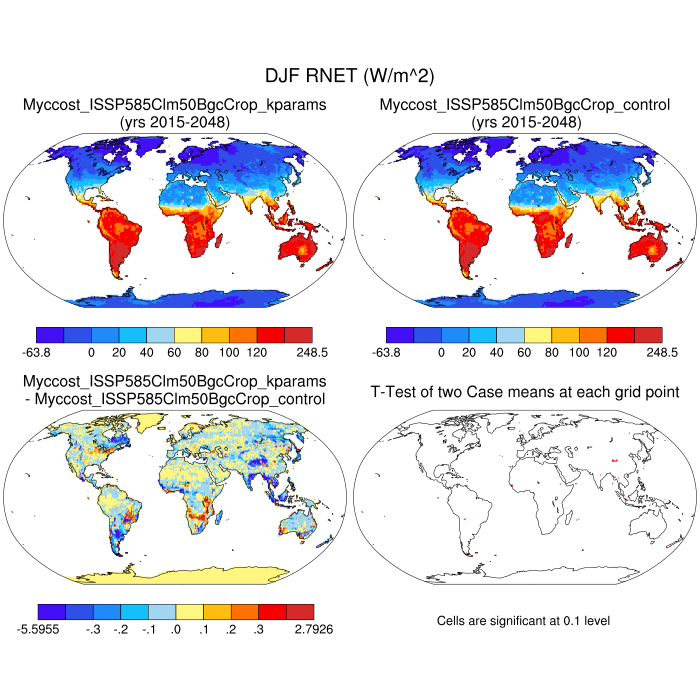 DJF RNET (W/m^2)
Myccost_ISSP585Clm50BgcCrop_kparams
(yrs 2015-2048)
Myccost_ISSP585Clm50BgcCrop_control
(yrs 2015-2048)
-63.8 0 20 40 60 80 100 120 248.5
-63.8 0 20 40 60 80 100 120 248.5
Myccost_ISSP585Clm50BgcCrop_kparams
- Myccost_ISSP585Clm50BgcCrop_control
T-Test of two Case means at each grid point
-5.5955 -.3 -.2 -.1 .0 .1 .2 .3 2.7926
Cells are significant at 0.1 level